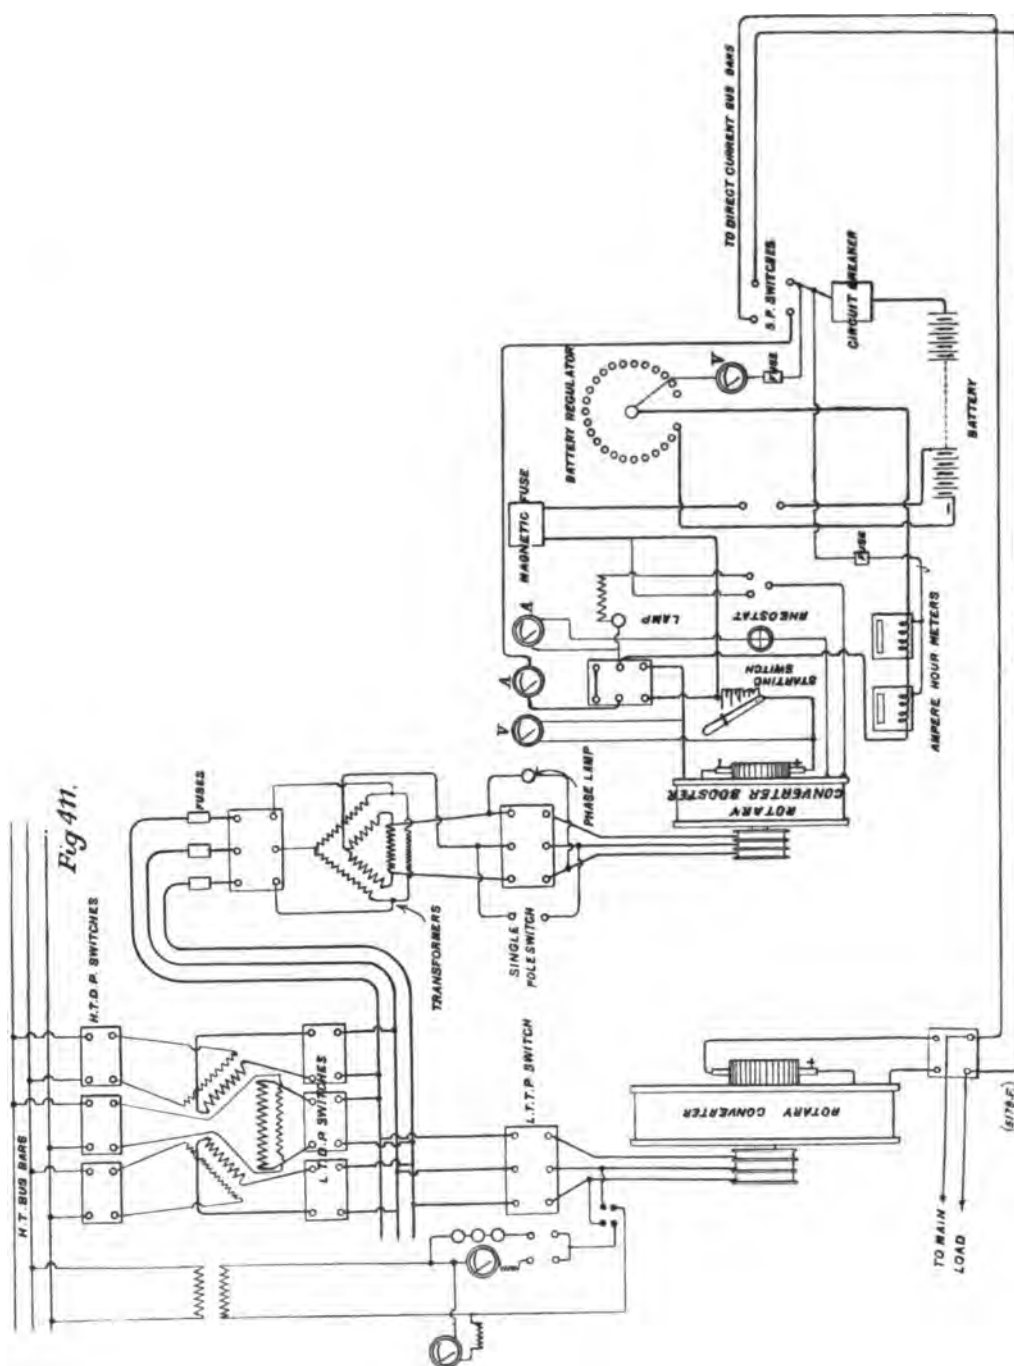 Fig 411.
H.T. BUS BARS
H.T.D.P. SWITCHES
L.T.D.P. SWITCHES
FUSES
TRANSFORMERS
SINGLE
POLE SWITCH
PHASE LAMP
L.T.T.P. SWITCH
ROTARY CONVERTER
+
TO MAIN
LOAD
(5179.F.)
ROTARY
CONVERTER BOOSTER
+
V
A
A
STARTING
SWITCH
RHEOSTAT
LAMP
MAGNETIC FUSE
BATTERY REGULATOR
V
FUSE
FUSE
AMPERE HOUR METERS
BATTERY
CIRCUIT BREAKER
S.P. SWITCHES
TO DIRECT CURRENT BUS BARS